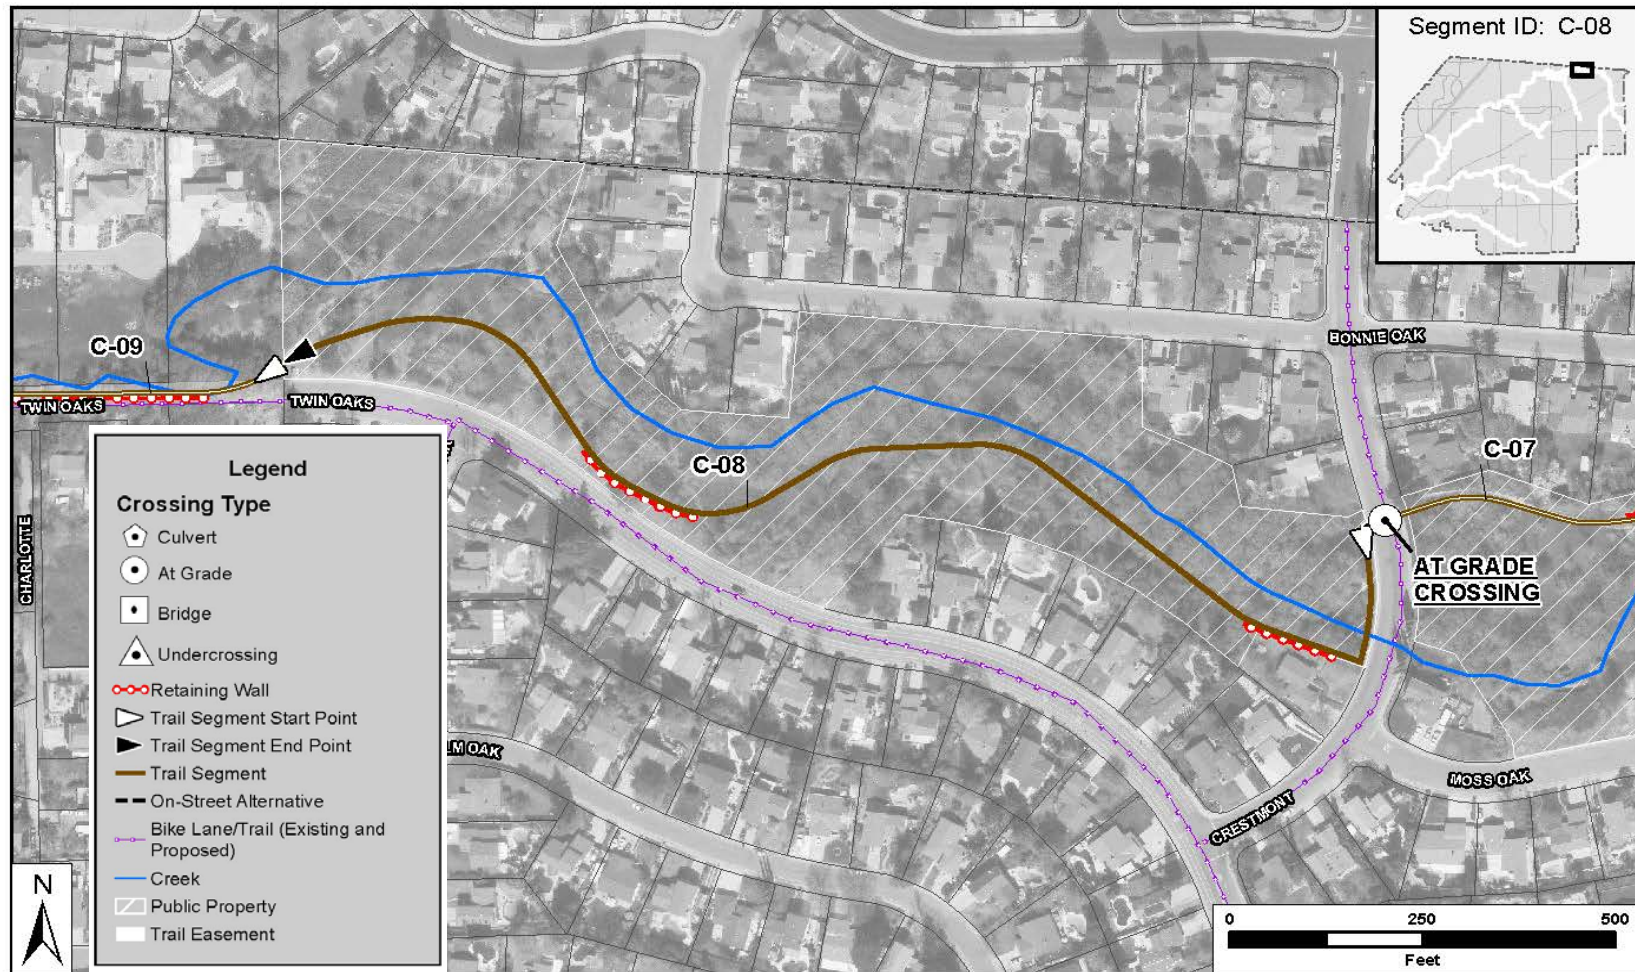 Segment ID: C-08
C-09
TWIN OAKS
TWIN OAKS
BONNIE OAK
C-08
C-07
AT GRADE
CROSSING
CHARLOTTE
MOSS OAK
CRESTMONT
Legend
Crossing Type
Culvert
At Grade
Bridge
Undercrossing
Retaining Wall
Trail Segment Start Point
Trail Segment End Point
Trail Segment
On-Street Alternative
Bike Lane/Trail (Existing and
Proposed)
Creek
Public Property
Trail Easement
LM OAK
N
0 250 500
Feet